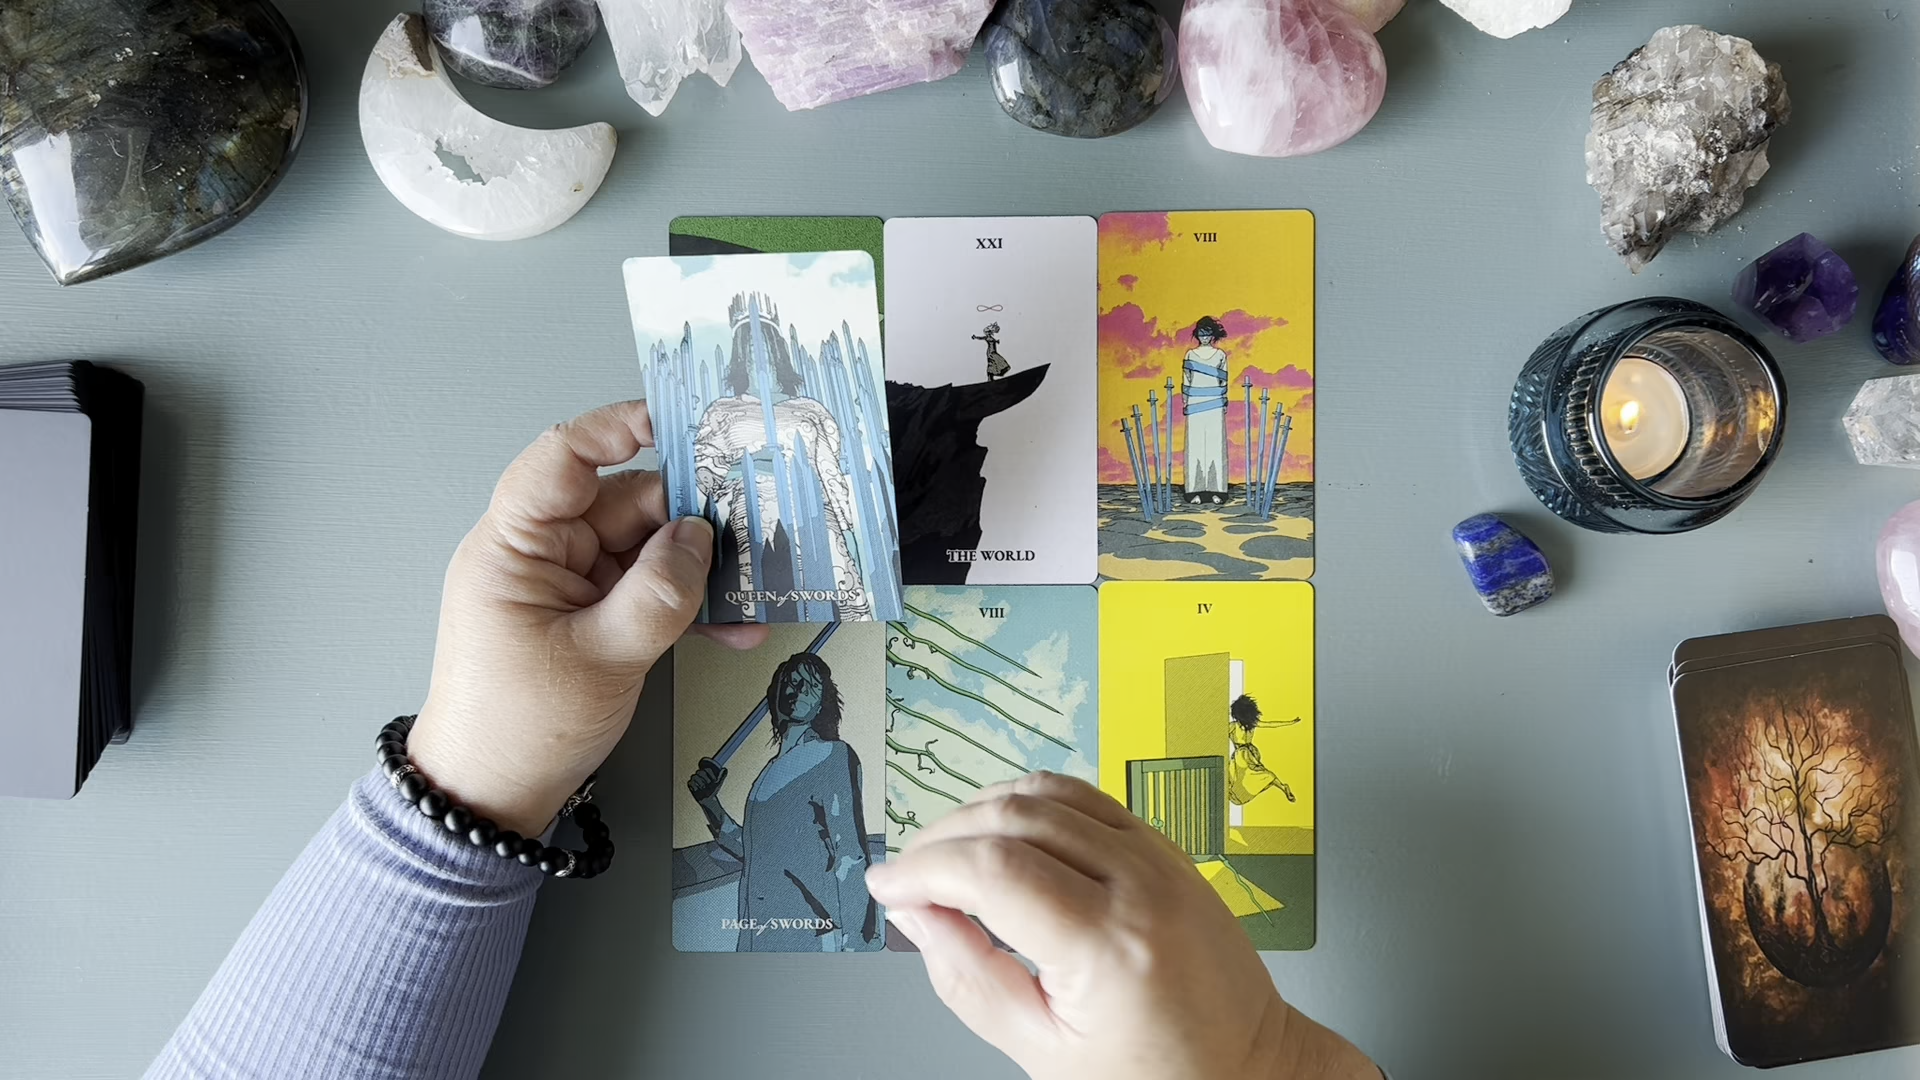 XXI
VIII
THE WORLD
QUEEN of SWORDS
VIII
IV
PAGE of SWORDS